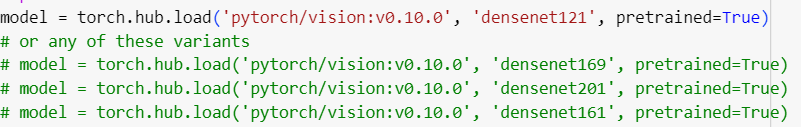 model = torch.hub.load('pytorch/vision:v0.10.0', 'densenet121', pretrained=True)
# or any of these variants
# model = torch.hub.load('pytorch/vision:v0.10.0', 'densenet169', pretrained=True)
# model = torch.hub.load('pytorch/vision:v0.10.0', 'densenet201', pretrained=True)
# model = torch.hub.load('pytorch/vision:v0.10.0', 'densenet161', pretrained=True)